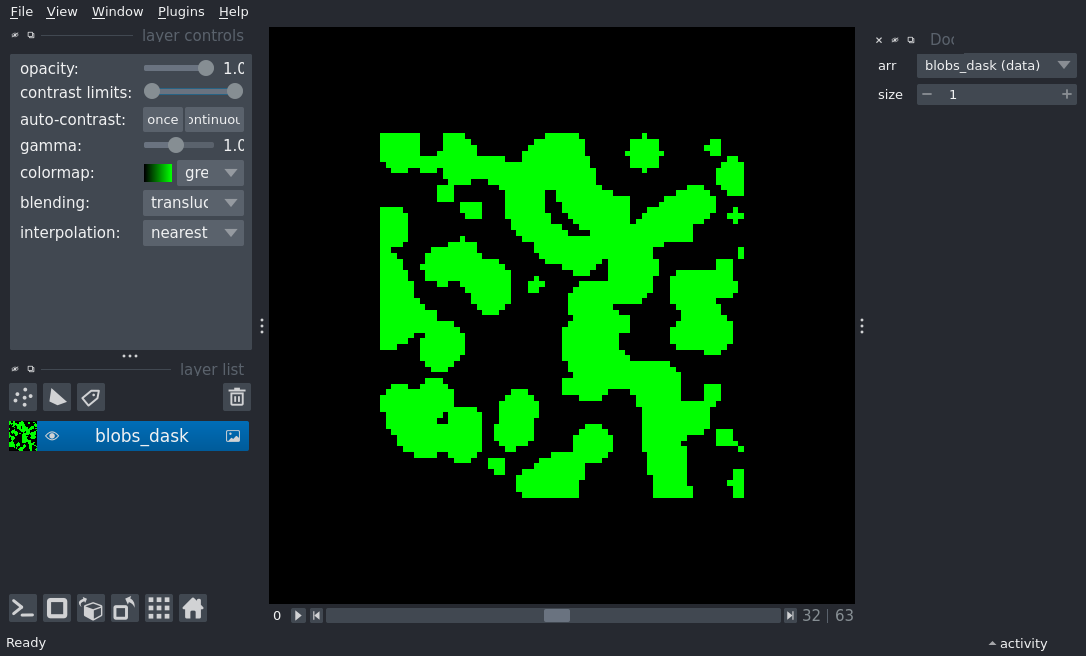 File View Window Plugins Help
layer controls
opacity: 1.0
contrast limits:
auto-contrast: once ontinuou
gamma: 1.0
colormap: gre
blending: transluc
interpolation: nearest
layer list
blobs_dask
0 32 | 63
Ready
Doc
arr blobs_dask (data)
size 1
activity